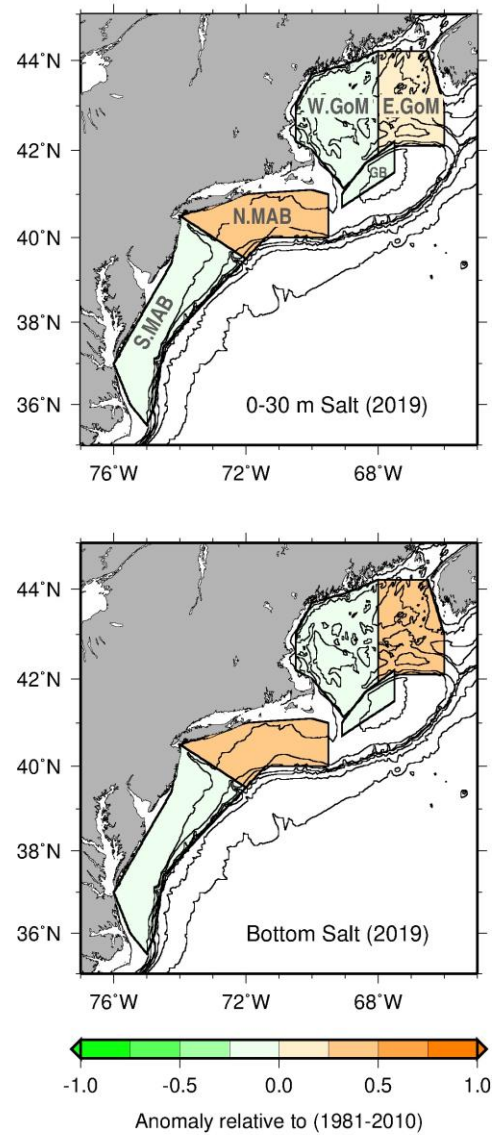 44˚N
42˚N
40˚N
38˚N
36˚N
W.GoM
E.GoM
GB
N.MAB
S.MAB
0-30 m Salt (2019)
76˚W 72˚W 68˚W
44˚N
42˚N
40˚N
38˚N
36˚N
Bottom Salt (2019)
76˚W 72˚W 68˚W
-1.0 -0.5 0.0 0.5 1.0
Anomaly relative to (1981-2010)